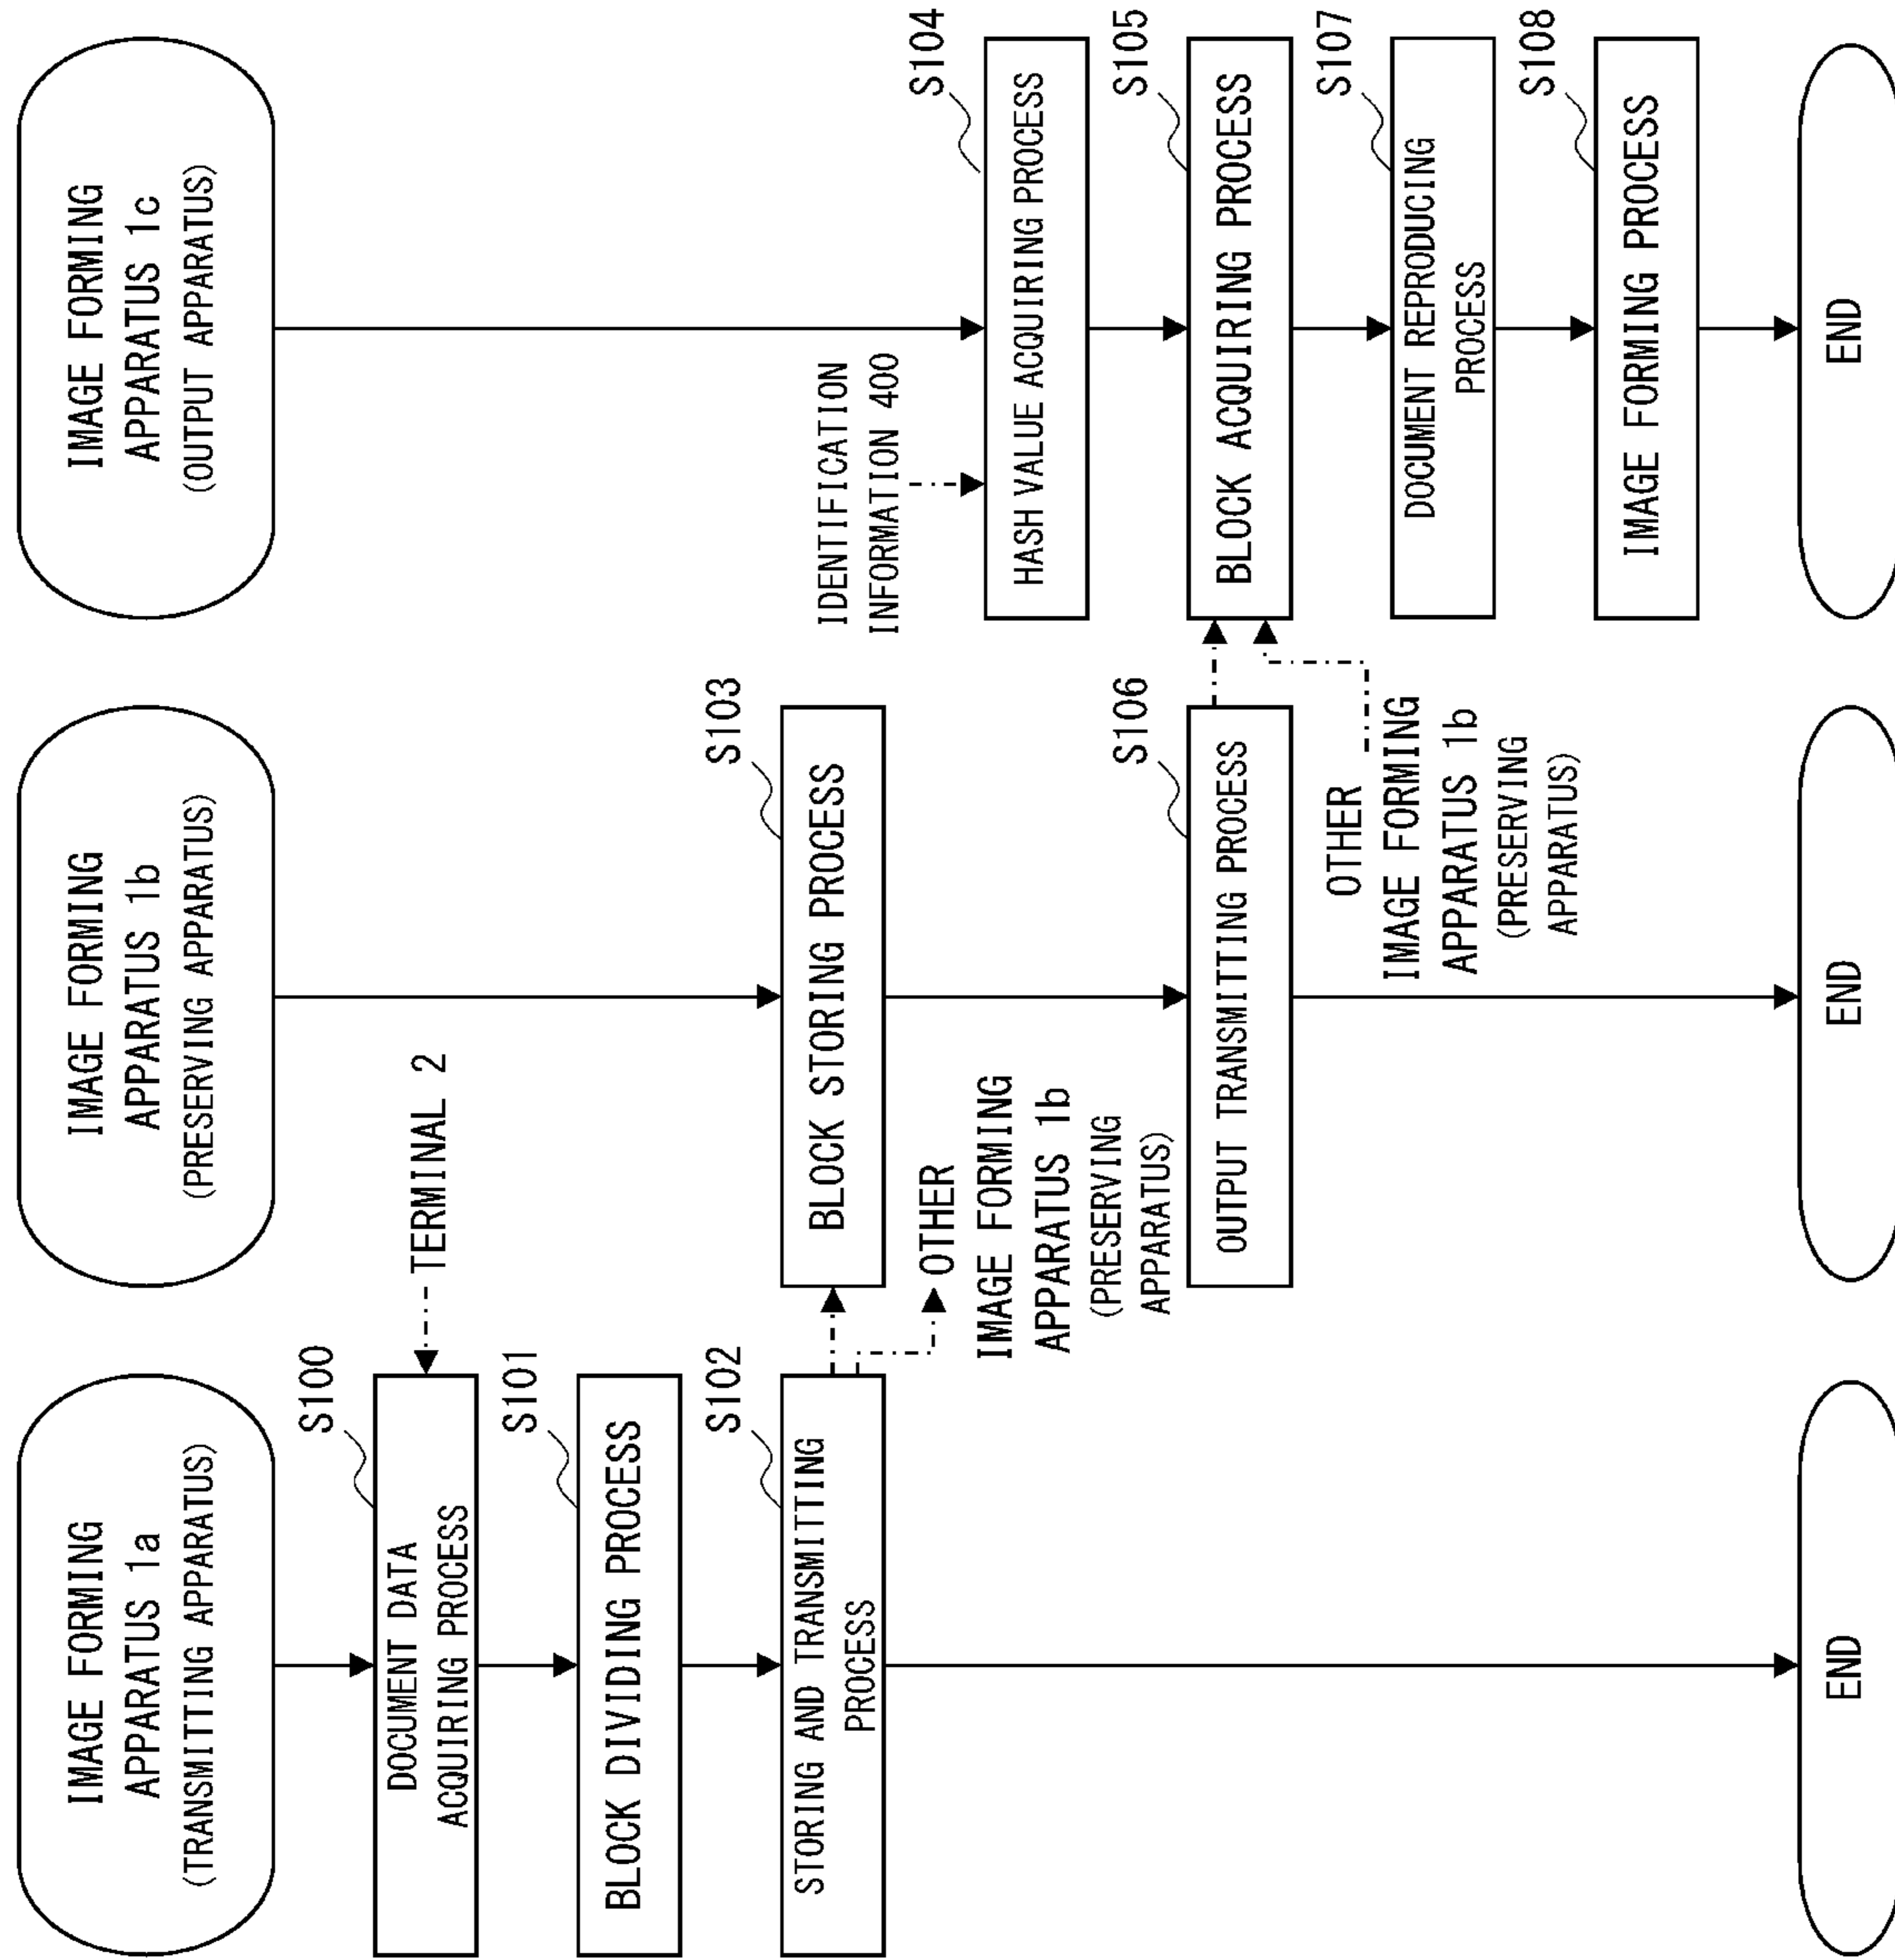 IMAGE FORMING
APPARATUS 1a
(TRANSMITTING APPARATUS)
S100
DOCUMENT DATA
ACQUIRING PROCESS
TERMINAL 2
S101
BLOCK DIVIDING PROCESS
S102
STORING AND TRANSMITTING
PROCESS
OTHER
IMAGE FORMING
APPARATUS 1b
(PRESERVING
APPARATUS)
END
IMAGE FORMING
APPARATUS 1b
(PRESERVING APPARATUS)
S103
BLOCK STORING PROCESS
S106
OUTPUT TRANSMITTING PROCESS
OTHER
IMAGE FORMING
APPARATUS 1b
(PRESERVING
APPARATUS)
END
IMAGE FORMING
APPARATUS 1c
(OUTPUT APPARATUS)
IDENTIFICATION
INFORMATION 400
S104
HASH VALUE ACQUIRING PROCESS
S105
BLOCK ACQUIRING PROCESS
S107
DOCUMENT REPRODUCING
PROCESS
S108
IMAGE FORMING PROCESS
END